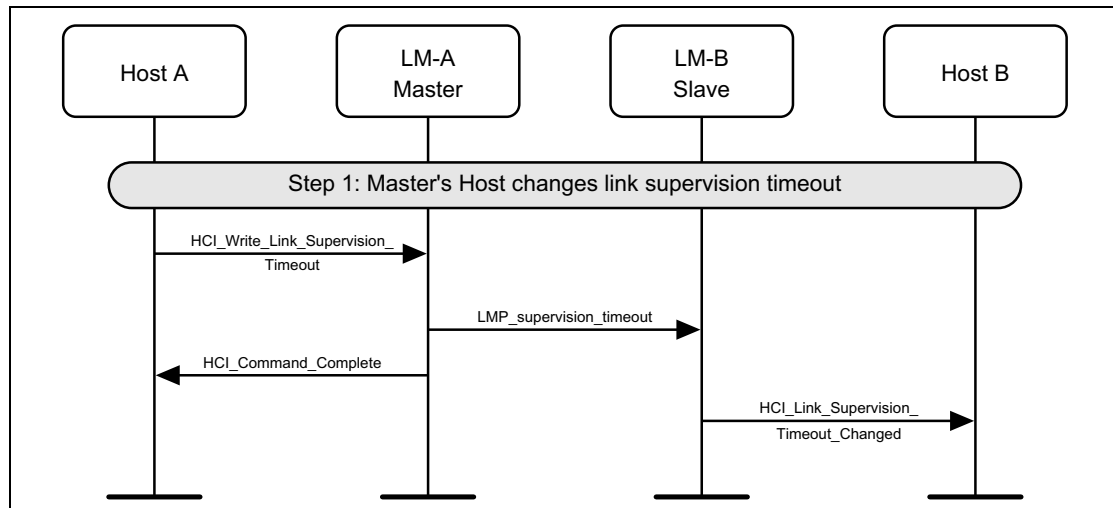 Host A
LM-A
Master
LM-B
Slave
Host B
Step 1: Master's Host changes link supervision timeout
HCI_Write_Link_Supervision_
Timeout
LMP_supervision_timeout
HCI_Command_Complete
HCI_Link_Supervision_
Timeout_Changed